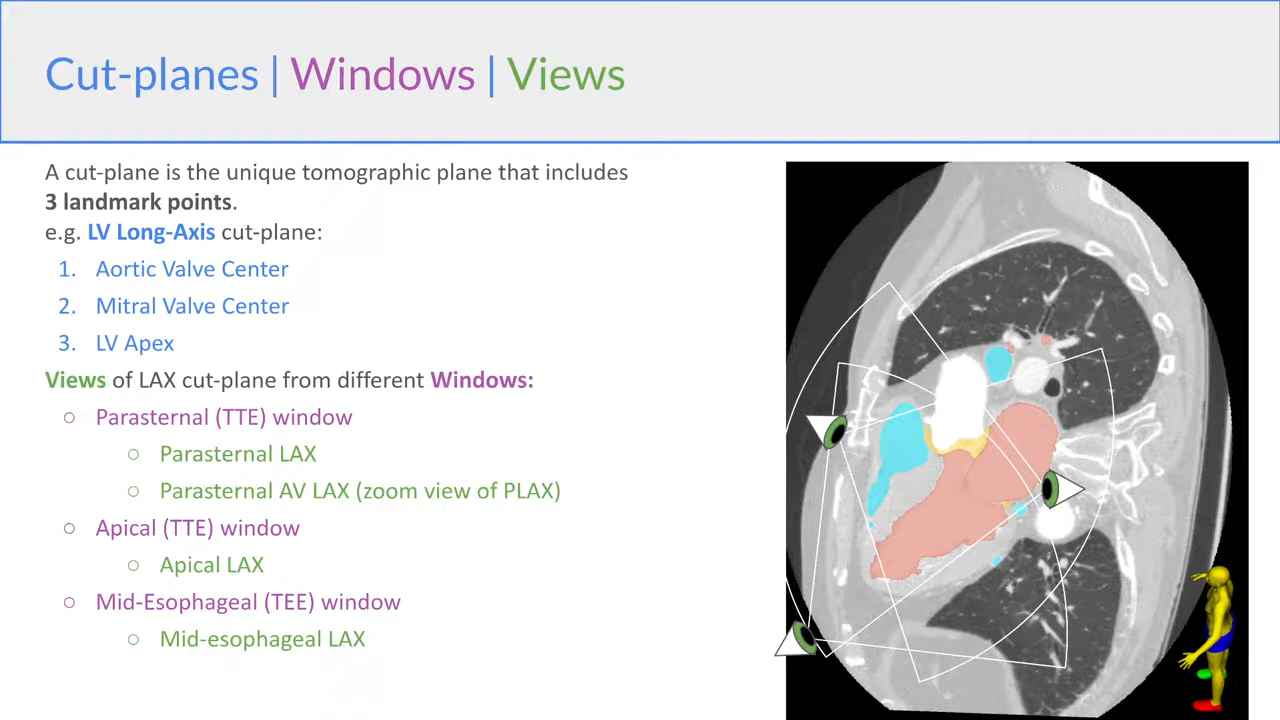 Cut-planes | Windows | Views
A cut-plane is the unique tomographic plane that includes
3 landmark points.
e.g. LV Long-Axis cut-plane:
1. Aortic Valve Center
2. Mitral Valve Center
3. LV Apex
Views of LAX cut-plane from different Windows:
○ Parasternal (TTE) window
○ Parasternal LAX
○ Parasternal AV LAX (zoom view of PLAX)
○ Apical (TTE) window
○ Apical LAX
○ Mid-Esophageal (TEE) window
○ Mid-esophageal LAX